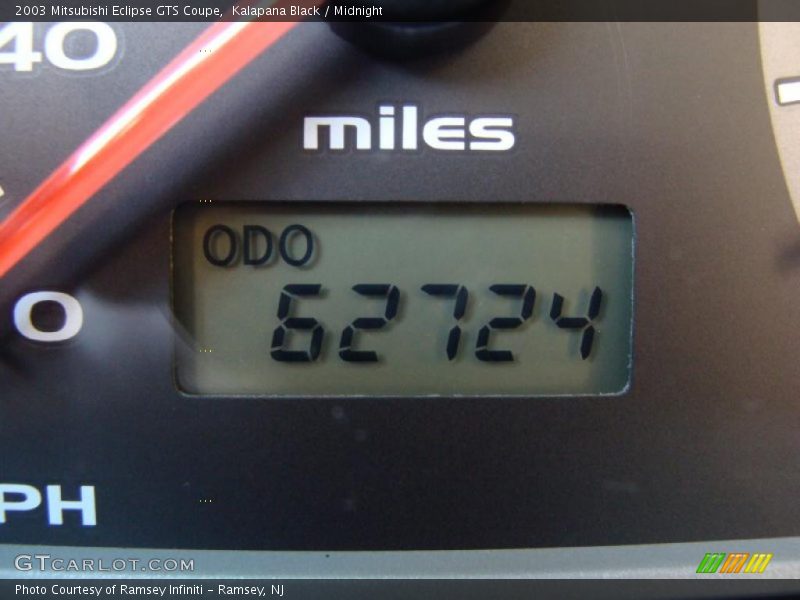 2003 Mitsubishi Eclipse GTS Coupe, Kalapana Black / Midnight
40
miles
ODO
62724
0
PH
GTCARLOT.COM
Photo Courtesy of Ramsey Infiniti - Ramsey, NJ